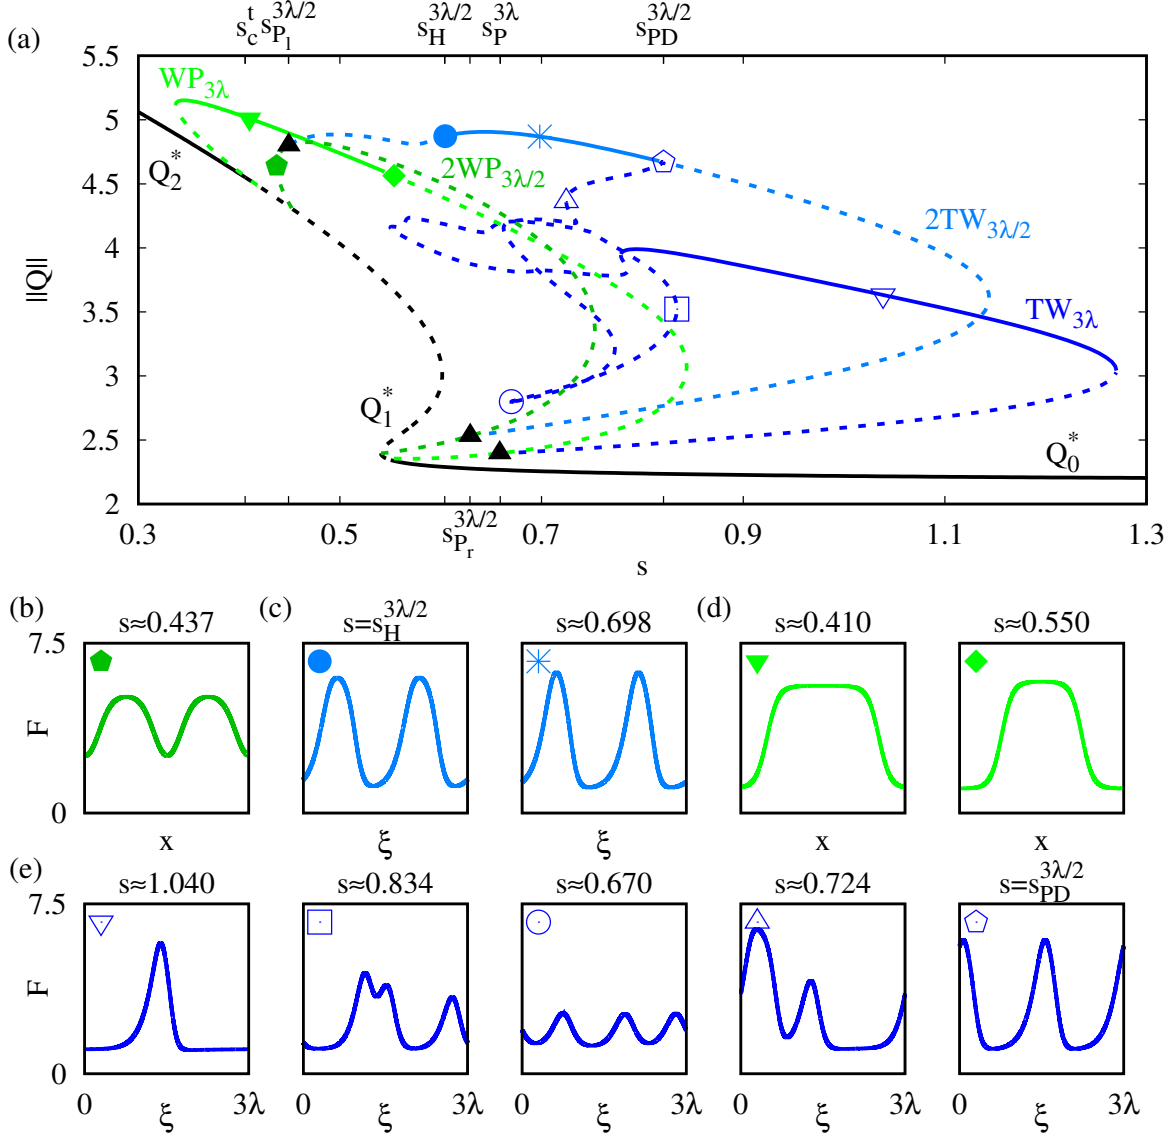 s_c^t s_{P_l}^{3λ/2} s_H^{3λ/2} s_P^{3λ} s_{PD}^{3λ/2}
(a)
5.5
5
4.5
4
3.5
3
2.5
2
||Q||
WP_{3λ}
Q_2^*
2WP_{3λ/2}
2TW_{3λ/2}
TW_{3λ}
Q_1^*
Q_0^*
0.3 0.5 s_{P_r}^{3λ/2} 0.7 0.9 1.1 1.3
s
(b) (c) (d)
s≈0.437 s=s_H^{3λ/2} s≈0.698 s≈0.410 s≈0.550
7.5
F
0
x ξ ξ x x
(e)
s≈1.040 s≈0.834 s≈0.670 s≈0.724 s=s_{PD}^{3λ/2}
7.5
F
0
0 ξ 3λ 0 ξ 3λ 0 ξ 3λ 0 ξ 3λ 0 ξ 3λ